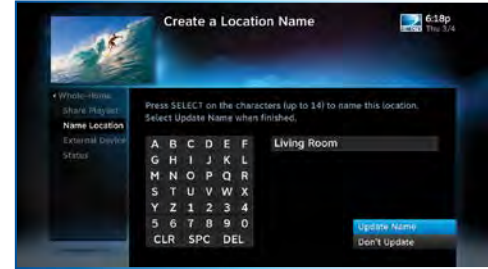 Create a Location Name
6:18p
Thu 3/4
Whole-Home
Share Playlist
Name Location
External Device
Status
Press SELECT on the characters (up to 14) to name this location.
Select Update Name when finished.
Living Room
A B C D E F
G H I J K L
M N O P Q R
S T U V W X
Y Z 1 2 3 4
5 6 7 8 9 0
CLR SPC DEL
Update Name
Don't Update